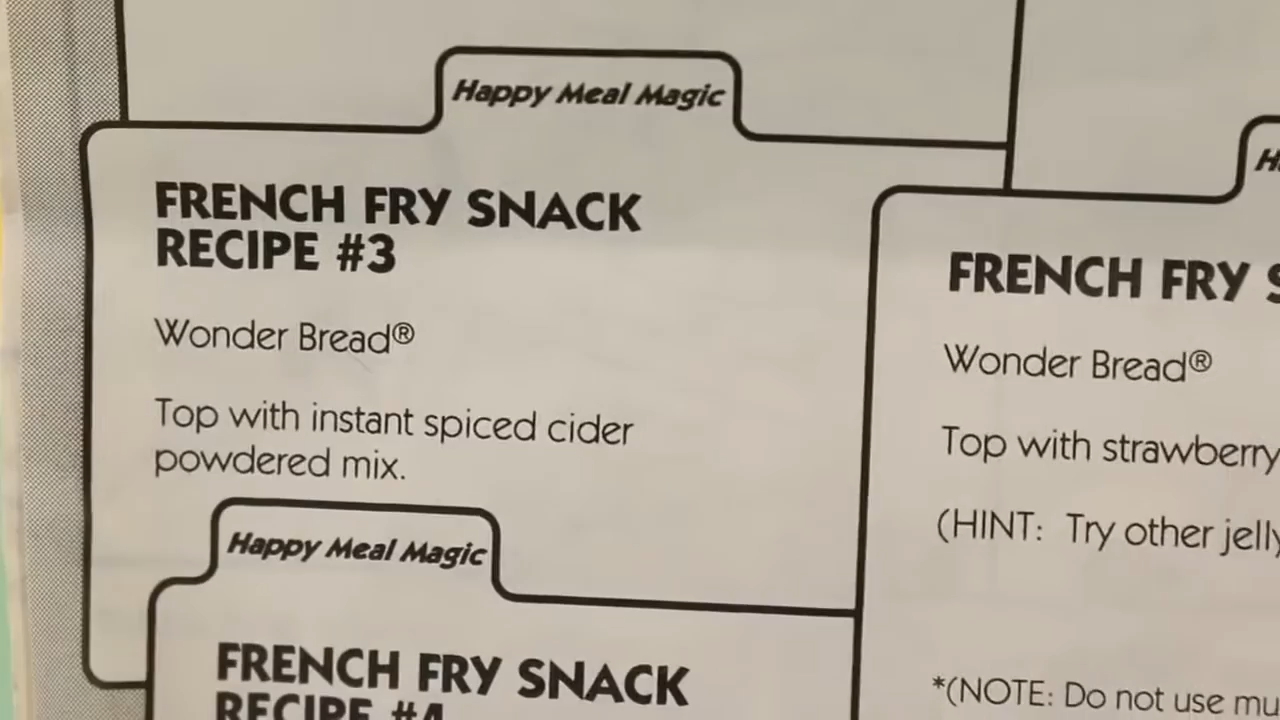 Happy Meal Magic
FRENCH FRY SNACK
RECIPE #3
Wonder Bread®
Top with instant spiced cider
powdered mix.
Happy Meal Magic
FRENCH FRY SNACK
RECIPE #4
FRENCH FRY
Wonder Bread®
Top with strawberry
(HINT: Try other jelly
*(NOTE: Do not use